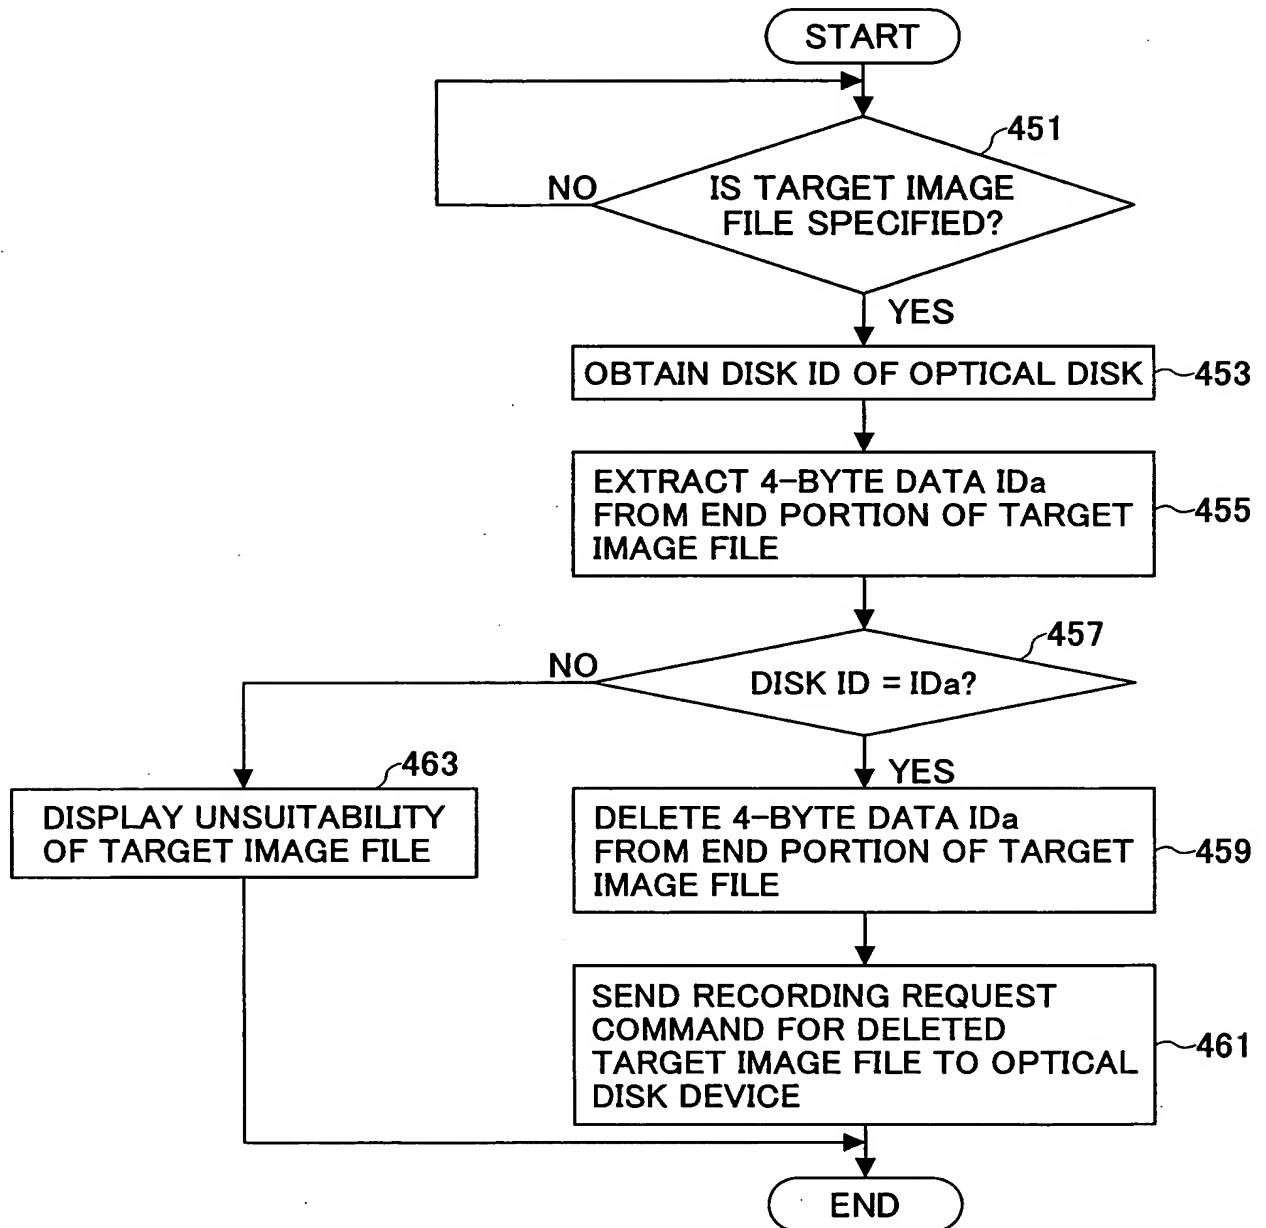 START
451
IS TARGET IMAGE
FILE SPECIFIED?
NO
YES
OBTAIN DISK ID OF OPTICAL DISK
453
EXTRACT 4-BYTE DATA IDa
FROM END PORTION OF TARGET
IMAGE FILE
455
457
DISK ID = IDa?
NO
YES
463
DISPLAY UNSUITABILITY
OF TARGET IMAGE FILE
DELETE 4-BYTE DATA IDa
FROM END PORTION OF TARGET
IMAGE FILE
459
SEND RECORDING REQUEST
COMMAND FOR DELETED
TARGET IMAGE FILE TO OPTICAL
DISK DEVICE
461
END